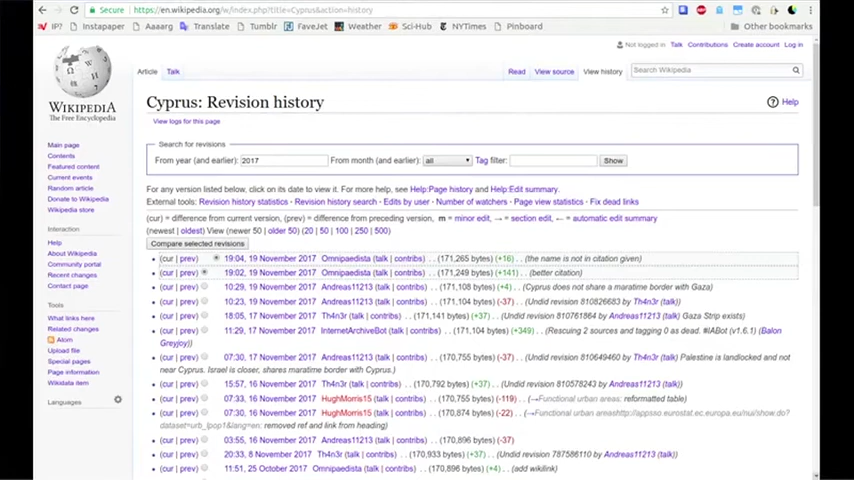 Secure https://en.wikipedia.org/w/index.php?title=Cyprus&action=history
IP? Instapaper Aaaarg Translate Tumblr FaveJet Weather Sci-Hub NYTimes Pinboard Other bookmarks
Not logged in Talk Contributions Create account Log in
Article Talk Read View source View history Search Wikipedia
WIKIPEDIA
The Free Encyclopedia
Main page
Contents
Featured content
Current events
Random article
Donate to Wikipedia
Wikipedia store
Interaction
Help
About Wikipedia
Community portal
Recent changes
Contact page
Tools
What links here
Related changes
Atom
Upload file
Special pages
Page information
Wikidata item
Languages
Cyprus: Revision history
Help
View logs for this page
Search for revisions
From year (and earlier): 2017 From month (and earlier): all Tag filter: Show
For any version listed below, click on its date to view it. For more help, see Help:Page history and Help:Edit summary.
External tools: Revision history statistics · Revision history search · Edits by user · Number of watchers · Page view statistics · Fix dead links
(cur) = difference from current version, (prev) = difference from preceding version, m = minor edit, → = section edit, ← = automatic edit summary
(newest | oldest) View (newer 50 | older 50) (20 | 50 | 100 | 250 | 500)
Compare selected revisions
(cur | prev) 19:04, 19 November 2017 Omnipaedista (talk | contribs) . . (171,265 bytes) (+16) . . (the name is not in citation given)
(cur | prev) 19:02, 19 November 2017 Omnipaedista (talk | contribs) . . (171,249 bytes) (+141) . . (better citation)
(cur | prev) 10:29, 19 November 2017 Andreas11213 (talk | contribs) . . (171,108 bytes) (+4) . . (Cyprus does not share a maratime border with Gaza)
(cur | prev) 10:23, 19 November 2017 Andreas11213 (talk | contribs) . . (171,104 bytes) (-37) . . (Undid revision 810826683 by Th4n3r (talk))
(cur | prev) 18:05, 17 November 2017 Th4n3r (talk | contribs) . . (171,141 bytes) (+37) . . (Undid revision 810761864 by Andreas11213 (talk) Gaza Strip exists)
(cur | prev) 11:29, 17 November 2017 InternetArchiveBot (talk | contribs) . . (171,104 bytes) (+349) . . (Rescuing 2 sources and tagging 0 as dead. #IABot (v1.6.1) (Balon
Greyjoy))
(cur | prev) 07:30, 17 November 2017 Andreas11213 (talk | contribs) . . (170,755 bytes) (-37) . . (Undid revision 810649460 by Th4n3r (talk) Palestine is landlocked and not
near Cyprus. Israel is closer, shares maratime border with Cyprus.)
(cur | prev) 15:57, 16 November 2017 Th4n3r (talk | contribs) . . (170,792 bytes) (+37) . . (Undid revision 810578243 by Andreas11213 (talk))
(cur | prev) 07:33, 16 November 2017 HughMorris15 (talk | contribs) . . (170,755 bytes) (-119) . . (→Functional urban areas: reformatted table)
(cur | prev) 07:30, 16 November 2017 HughMorris15 (talk | contribs) . . (170,874 bytes) (-22) . . (→Functional urban areashttp://appsso.eurostat.ec.europa.eu/nui/show.do?
dataset=urb_lpop1&lang=en: removed ref and link from heading)
(cur | prev) 03:55, 16 November 2017 Andreas11213 (talk | contribs) . . (170,896 bytes) (-37)
(cur | prev) 20:33, 8 November 2017 Th4n3r (talk | contribs) . . (170,933 bytes) (+37) . . (Undid revision 787586110 by Andreas11213 (talk))
(cur | prev) 11:51, 25 October 2017 Omnipaedista (talk | contribs) . . (170,896 bytes) (+4) . . (add wikilink)